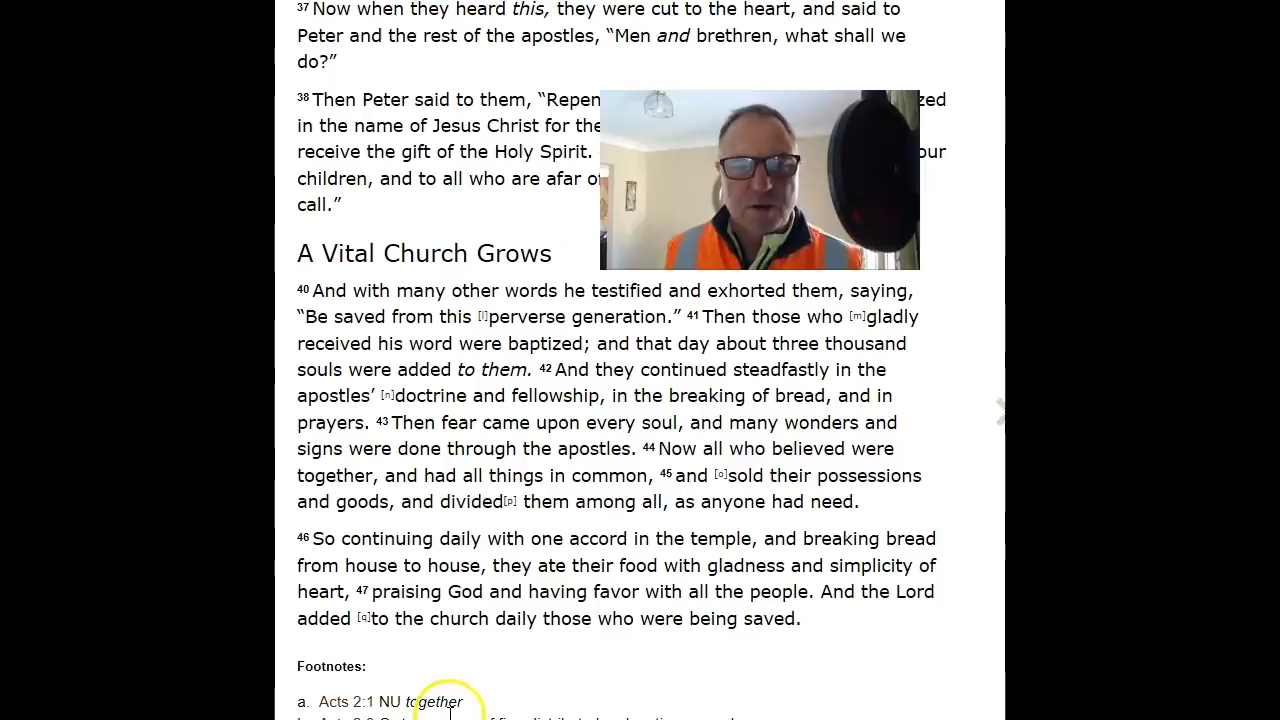 37 Now when they heard this, they were cut to the heart, and said to
Peter and the rest of the apostles, “Men and brethren, what shall we
do?”
38 Then Peter said to them, “Repen
zed
in the name of Jesus Christ for the
receive the gift of the Holy Spirit.
our
children, and to all who are afar
call.”
A Vital Church Grows
40 And with many other words he testified and exhorted them, saying,
“Be saved from this [l]perverse generation.” 41 Then those who [m]gladly
received his word were baptized; and that day about three thousand
souls were added to them. 42 And they continued steadfastly in the
apostles’ [n]doctrine and fellowship, in the breaking of bread, and in
prayers. 43 Then fear came upon every soul, and many wonders and
signs were done through the apostles. 44 Now all who believed were
together, and had all things in common, 45 and [o]sold their possessions
and goods, and divided[p] them among all, as anyone had need.
46 So continuing daily with one accord in the temple, and breaking bread
from house to house, they ate their food with gladness and simplicity of
heart, 47 praising God and having favor with all the people. And the Lord
added [q]to the church daily those who were being saved.
Footnotes:
a. Acts 2:1 NU together